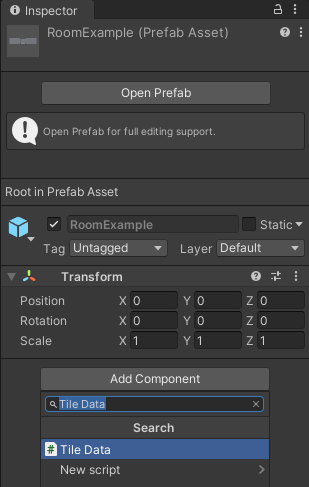 Inspector
RoomExample (Prefab Asset)
Open Prefab
Open Prefab for full editing support.
Root in Prefab Asset
RoomExample Static
Tag Untagged Layer Default
Transform
Position X 0 Y 0 Z 0
Rotation X 0 Y 0 Z 0
Scale X 1 Y 1 Z 1
Add Component
Tile Data
Search
# Tile Data
New script